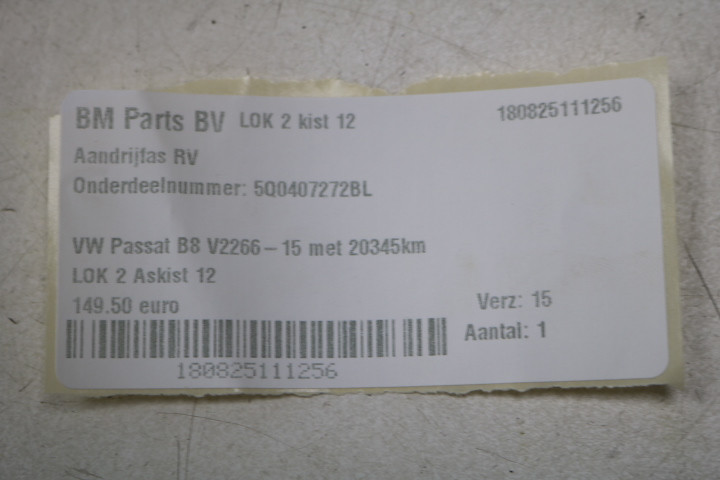 BM Parts BV LOK 2 kist 12 180825111256
Aandrijfas RV
Onderdeelnummer: 5Q0407272BL
VW Passat B8 V2266-15 met 20345km
LOK 2 Askist 12
149.50 euro Verz: 15
Aantal: 1
180825111256